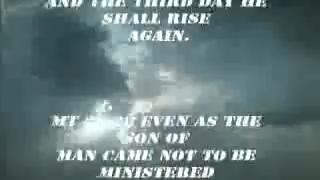 AND THE THIRD DAY HE
SHALL RISE
AGAIN.
MT EVEN AS THE
SON OF
MAN CAME NOT TO BE
MINISTERED